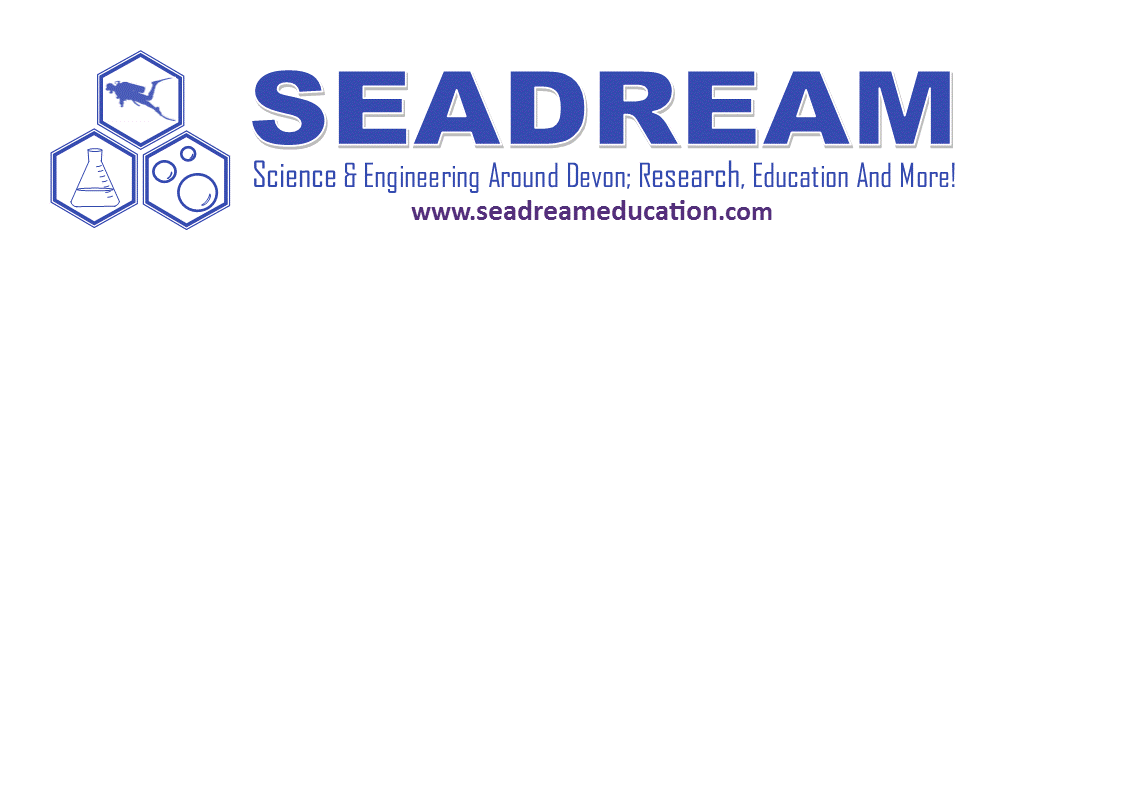 SEADREAM
Science & Engineering Around Devon; Research, Education And More!
www.seadreameducation.com